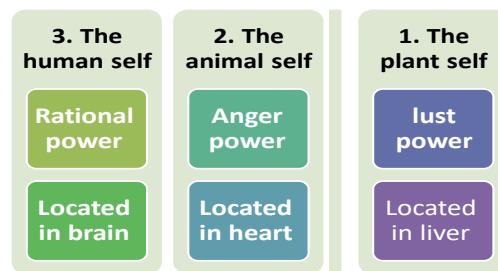 3. The
human self
Rational
power
Located
in brain
2. The
animal self
Anger
power
Located
in heart
1. The
plant self
lust
power
Located
in liver